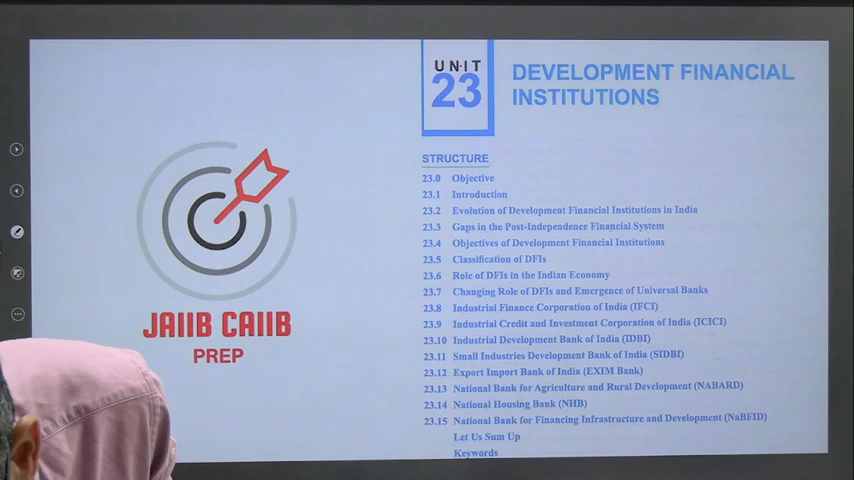 JAIIB CAIIB
PREP
UNIT
23
DEVELOPMENT FINANCIAL
INSTITUTIONS
STRUCTURE
23.0 Objective
23.1 Introduction
23.2 Evolution of Development Financial Institutions in India
23.3 Gaps in the Post-Independence Financial System
23.4 Objectives of Development Financial Institutions
23.5 Classification of DFIs
23.6 Role of DFIs in the Indian Economy
23.7 Changing Role of DFIs and Emergence of Universal Banks
23.8 Industrial Finance Corporation of India (IFCI)
23.9 Industrial Credit and Investment Corporation of India (ICICI)
23.10 Industrial Development Bank of India (IDBI)
23.11 Small Industries Development Bank of India (SIDBI)
23.12 Export Import Bank of India (EXIM Bank)
23.13 National Bank for Agriculture and Rural Development (NABARD)
23.14 National Housing Bank (NHB)
23.15 National Bank for Financing Infrastructure and Development (NaBFID)
Let Us Sum Up
Keywords